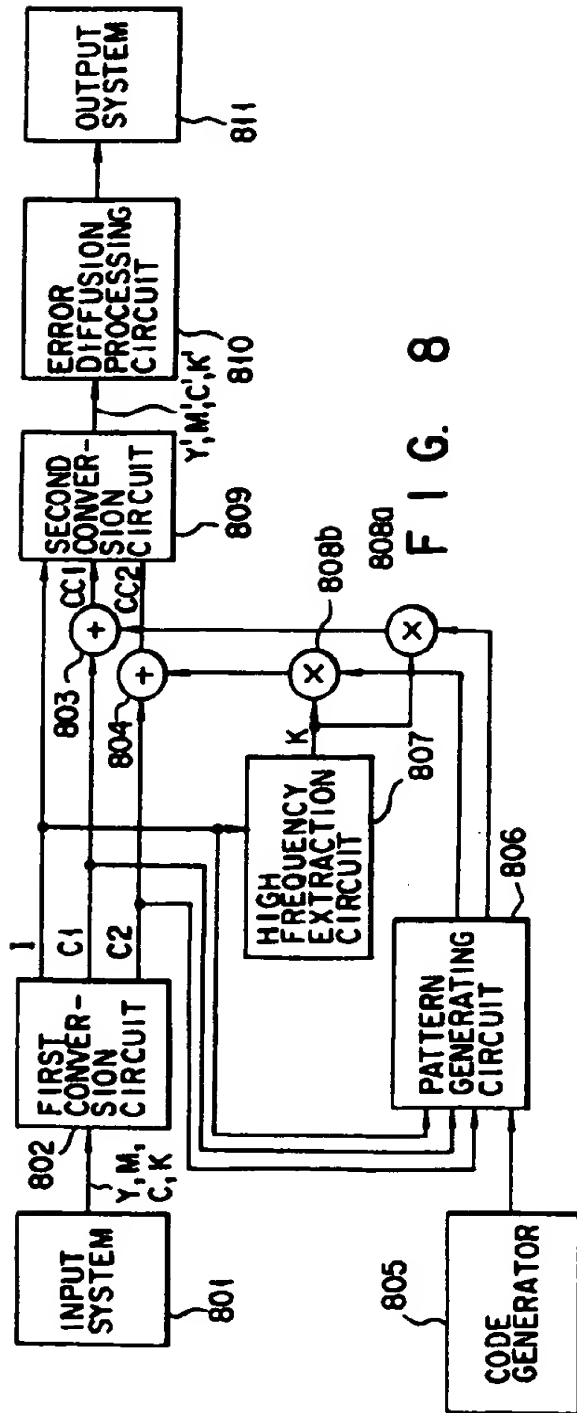 INPUT
SYSTEM
801
Y,M,
C,K
802
FIRST
CONVER-
SION
CIRCUIT
I
C1
C2
803
+
CC1
804
+
CC2
SECOND
CONVER-
SION
CIRCUIT
809
Y',M',C',K'
ERROR
DIFFUSION
PROCESSING
CIRCUIT
810
OUTPUT
SYSTEM
811
HIGH
FREQUENCY
EXTRACTION
CIRCUIT
807
K
×
808b
×
808a
805
CODE
GENERATOR
PATTERN
GENERATING
CIRCUIT
806
FIG. 8